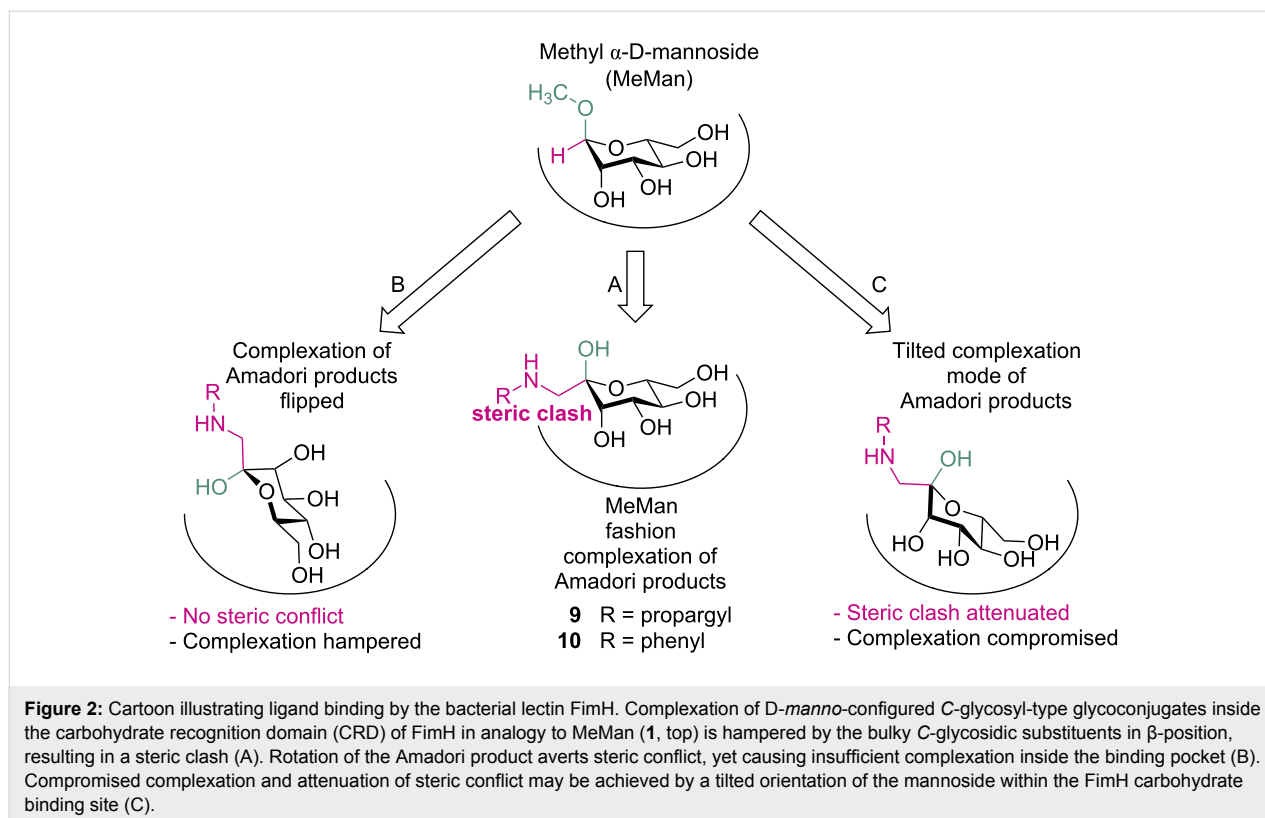 Methyl α-D-mannoside
(MeMan)
H₃C
O
H
O
OH
OH
OH
OH
B
A
C
Complexation of
Amadori products
flipped
R
HN
HO
O
OH
OH
OH
OH
- No steric conflict
- Complexation hampered
OH
H
N
R
O
OH
OH
OH
OH
steric clash
MeMan
fashion
complexation of
Amadori products
9 R = propargyl
10 R = phenyl
Tilted complexation
mode of
Amadori products
R
HN
OH
O
HO
HO
OH
OH
- Steric clash attenuated
- Complexation compromised
Figure 2: Cartoon illustrating ligand binding by the bacterial lectin FimH. Complexation of D-manno-configured C-glycosyl-type glycoconjugates inside
the carbohydrate recognition domain (CRD) of FimH in analogy to MeMan (1, top) is hampered by the bulky C-glycosidic substituents in β-position,
resulting in a steric clash (A). Rotation of the Amadori product averts steric conflict, yet causing insufficient complexation inside the binding pocket (B).
Compromised complexation and attenuation of steric conflict may be achieved by a tilted orientation of the mannoside within the FimH carbohydrate
binding site (C).